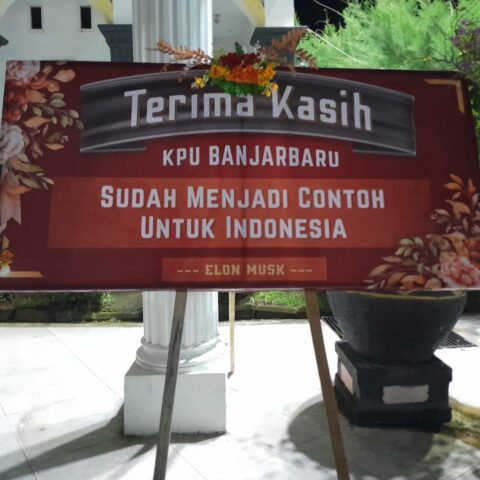 Terima Kasih
KPU BANJARBARU
SUDAH MENJADI CONTOH
UNTUK INDONESIA
--- ELON MUSK ---